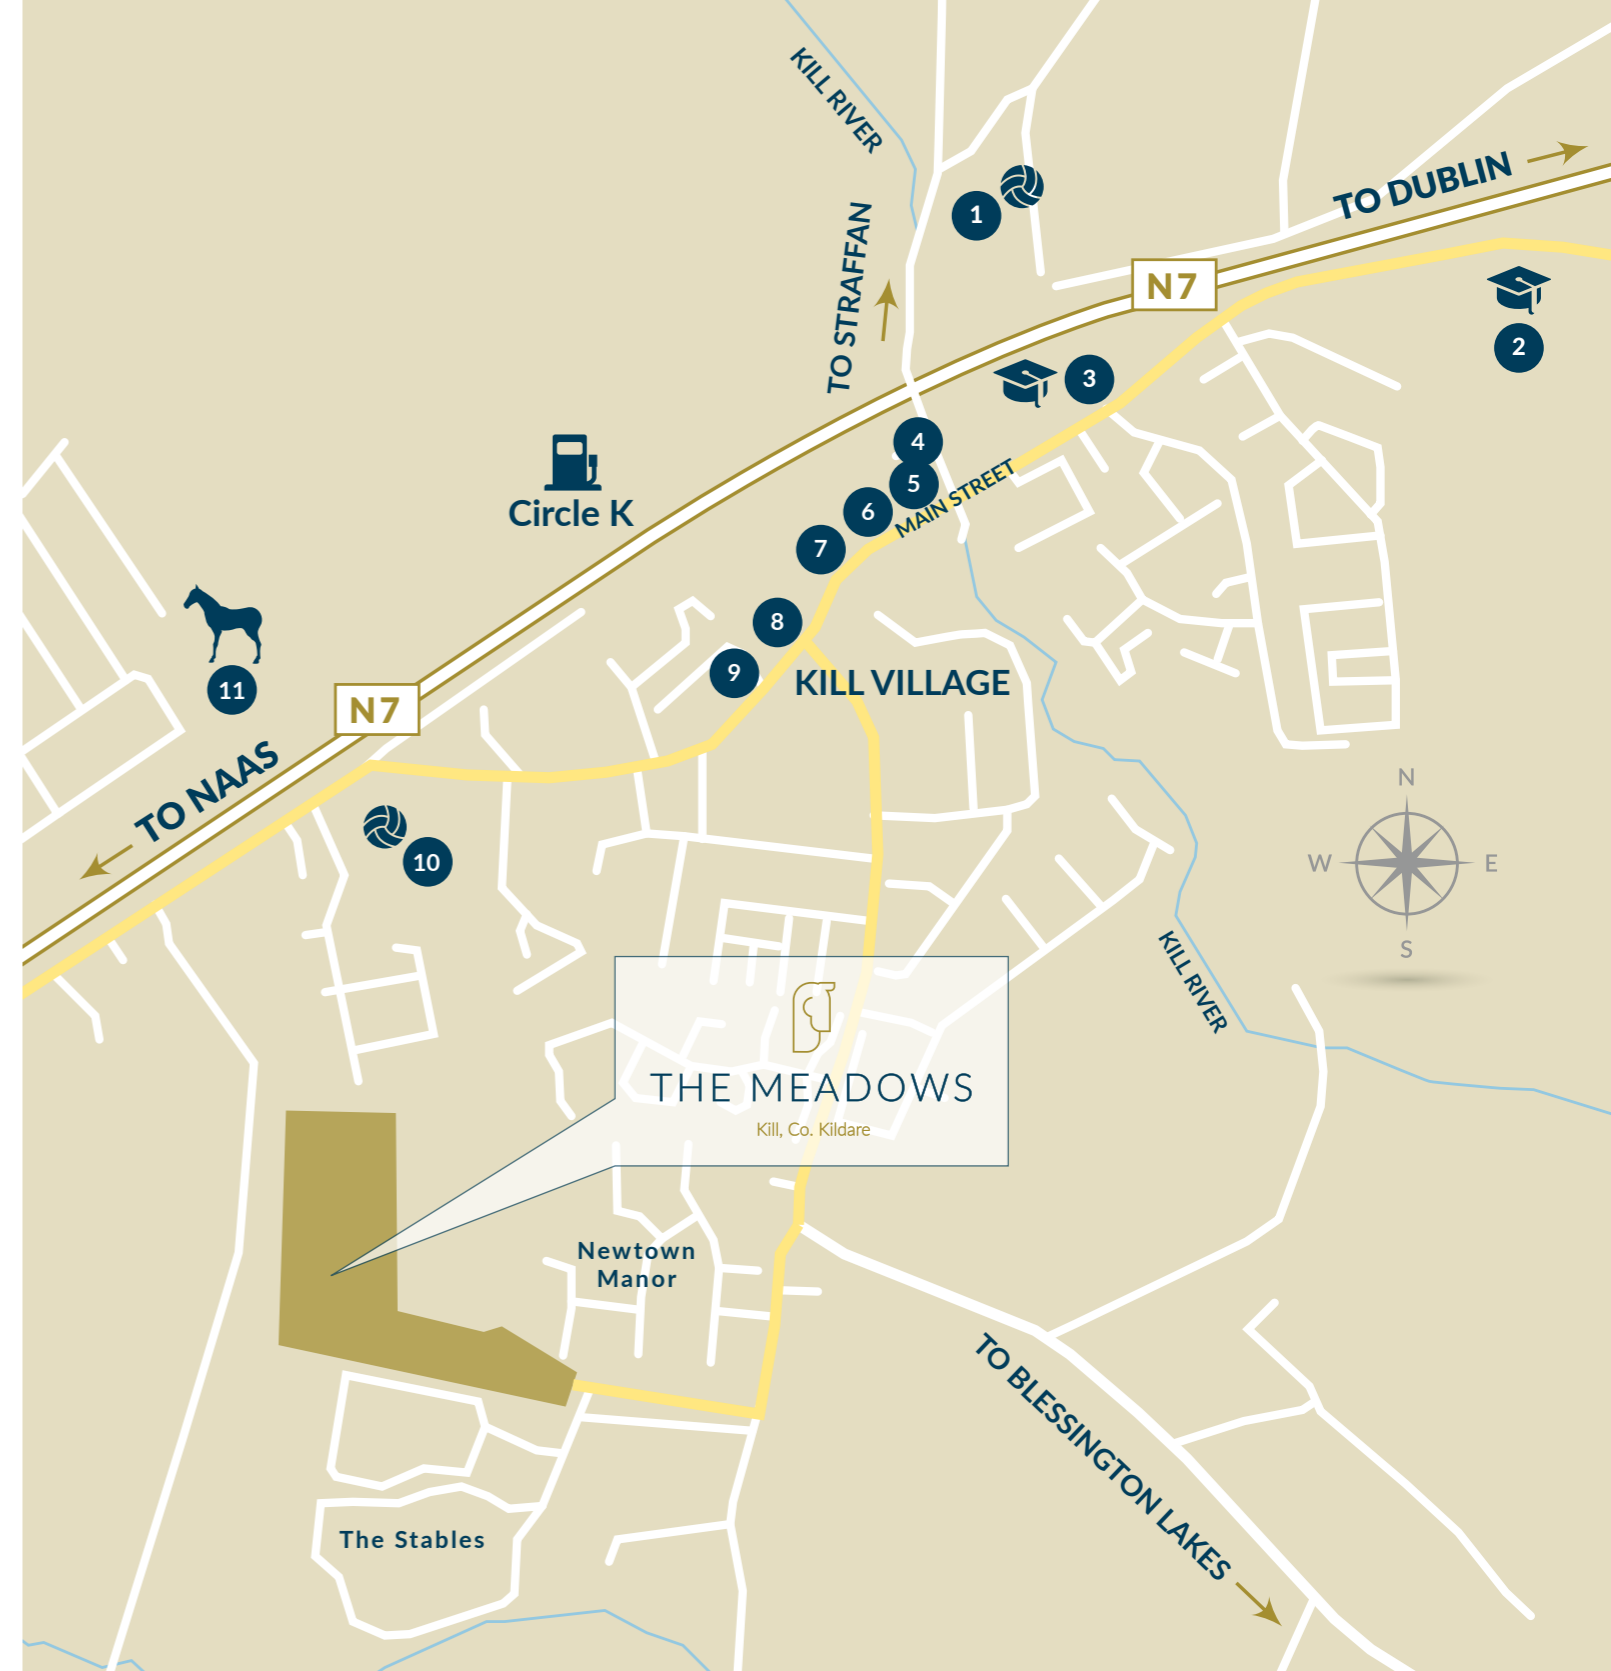 KILL RIVER
TO STRAFFAN
1
TO DUBLIN
N7
2
3
4
5
6
MAIN STREET
7
Circle K
8
9
KILL VILLAGE
11
N7
TO NAAS
10
N
W
E
S
KILL RIVER
THE MEADOWS
Kill, Co. Kildare
Newtown
Manor
TO BLESSINGTON LAKES
The Stables